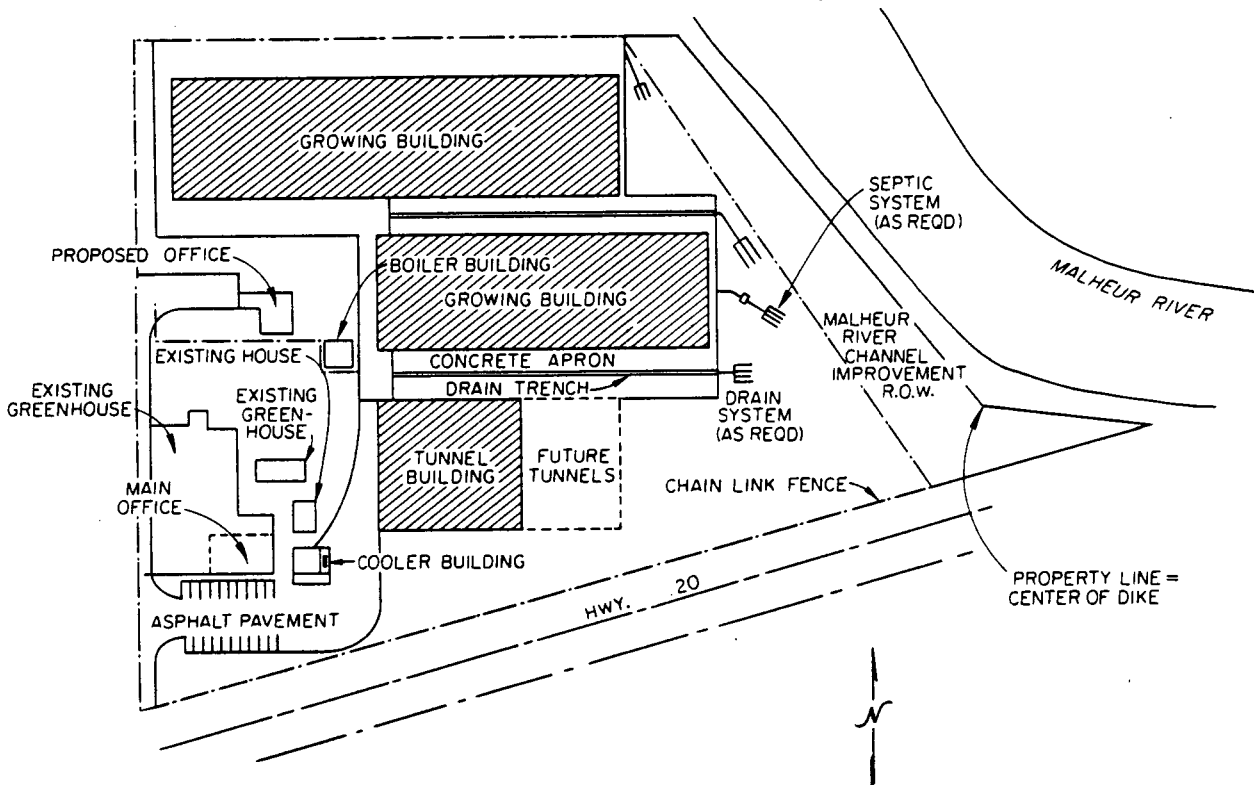 GROWING BUILDING
SEPTIC
SYSTEM
(AS REQD)
PROPOSED OFFICE
BOILER BUILDING
GROWING BUILDING
MALHEUR RIVER
EXISTING HOUSE
CONCRETE APRON
MALHEUR
RIVER
CHANNEL
IMPROVEMENT
R.O.W.
EXISTING
GREENHOUSE
EXISTING
GREEN-
HOUSE
DRAIN TRENCH
DRAIN
SYSTEM
(AS REQD)
TUNNEL
BUILDING
FUTURE
TUNNELS
MAIN
OFFICE
CHAIN LINK FENCE
COOLER BUILDING
PROPERTY LINE =
CENTER OF DIKE
ASPHALT PAVEMENT
HWY. 20
N